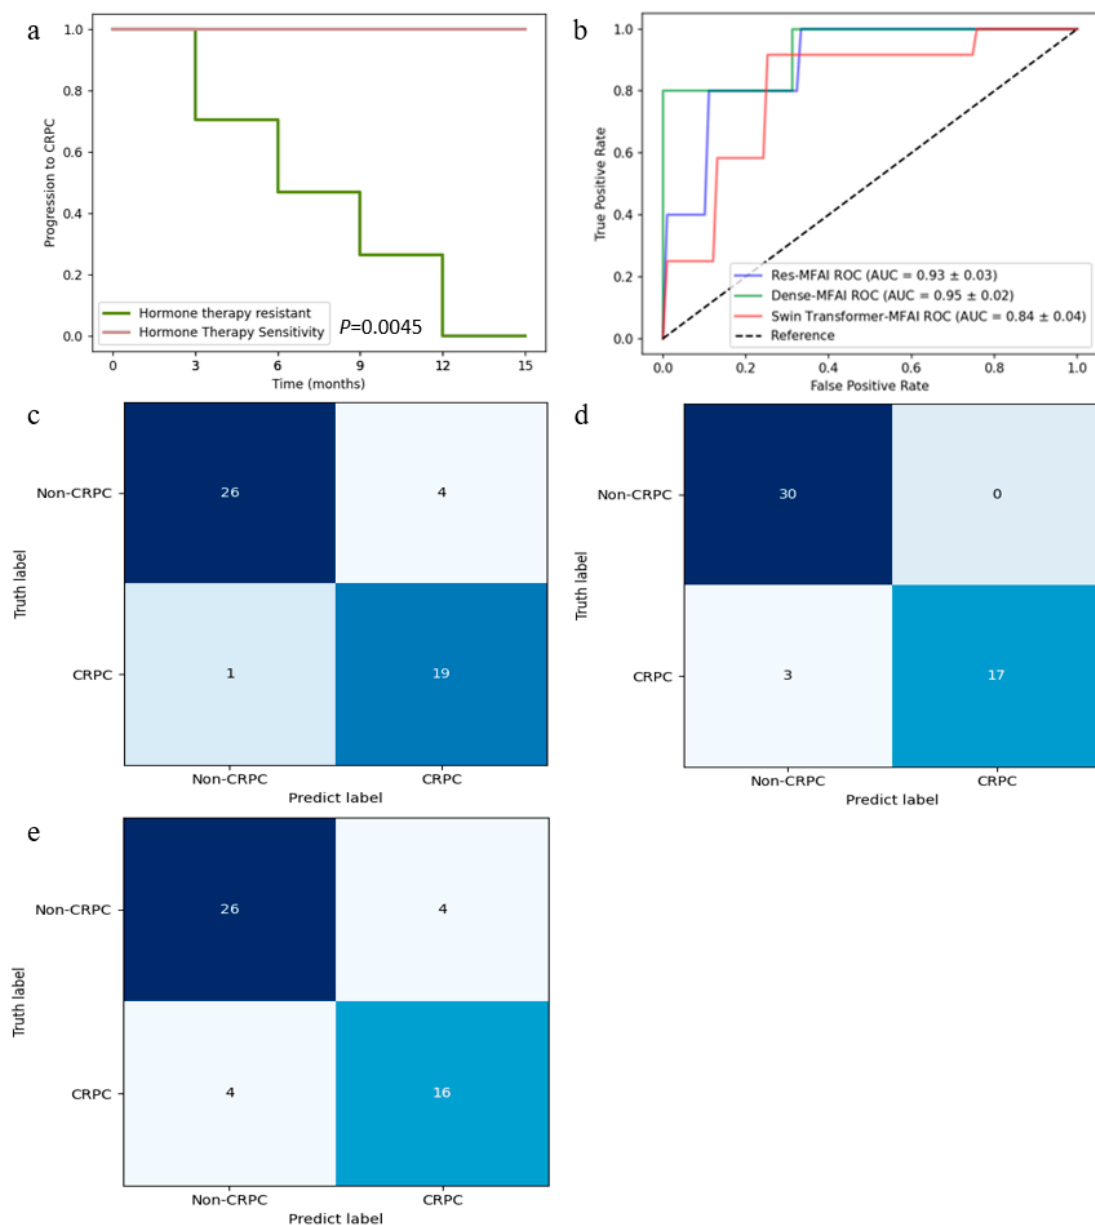 a
1.0
0.8
0.6
0.4
0.2
0.0
Progression to CRPC
Hormone therapy resistant
Hormone Therapy Sensitivity
P=0.0045
0
3
6
9
12
15
Time (months)
b
1.0
0.8
0.6
0.4
0.2
0.0
True Positive Rate
Res-MFAI ROC (AUC = 0.93 ± 0.03)
Dense-MFAI ROC (AUC = 0.95 ± 0.02)
Swin Transformer-MFAI ROC (AUC = 0.84 ± 0.04)
Reference
0.0
0.2
0.4
0.6
0.8
1.0
False Positive Rate
c
Non-CRPC
26
4
Truth label
CRPC
1
19
Non-CRPC
CRPC
Predict label
d
Non-CRPC
30
0
Truth label
CRPC
3
17
Non-CRPC
CRPC
Predict label
e
Non-CRPC
26
4
Truth label
CRPC
4
16
Non-CRPC
CRPC
Predict label